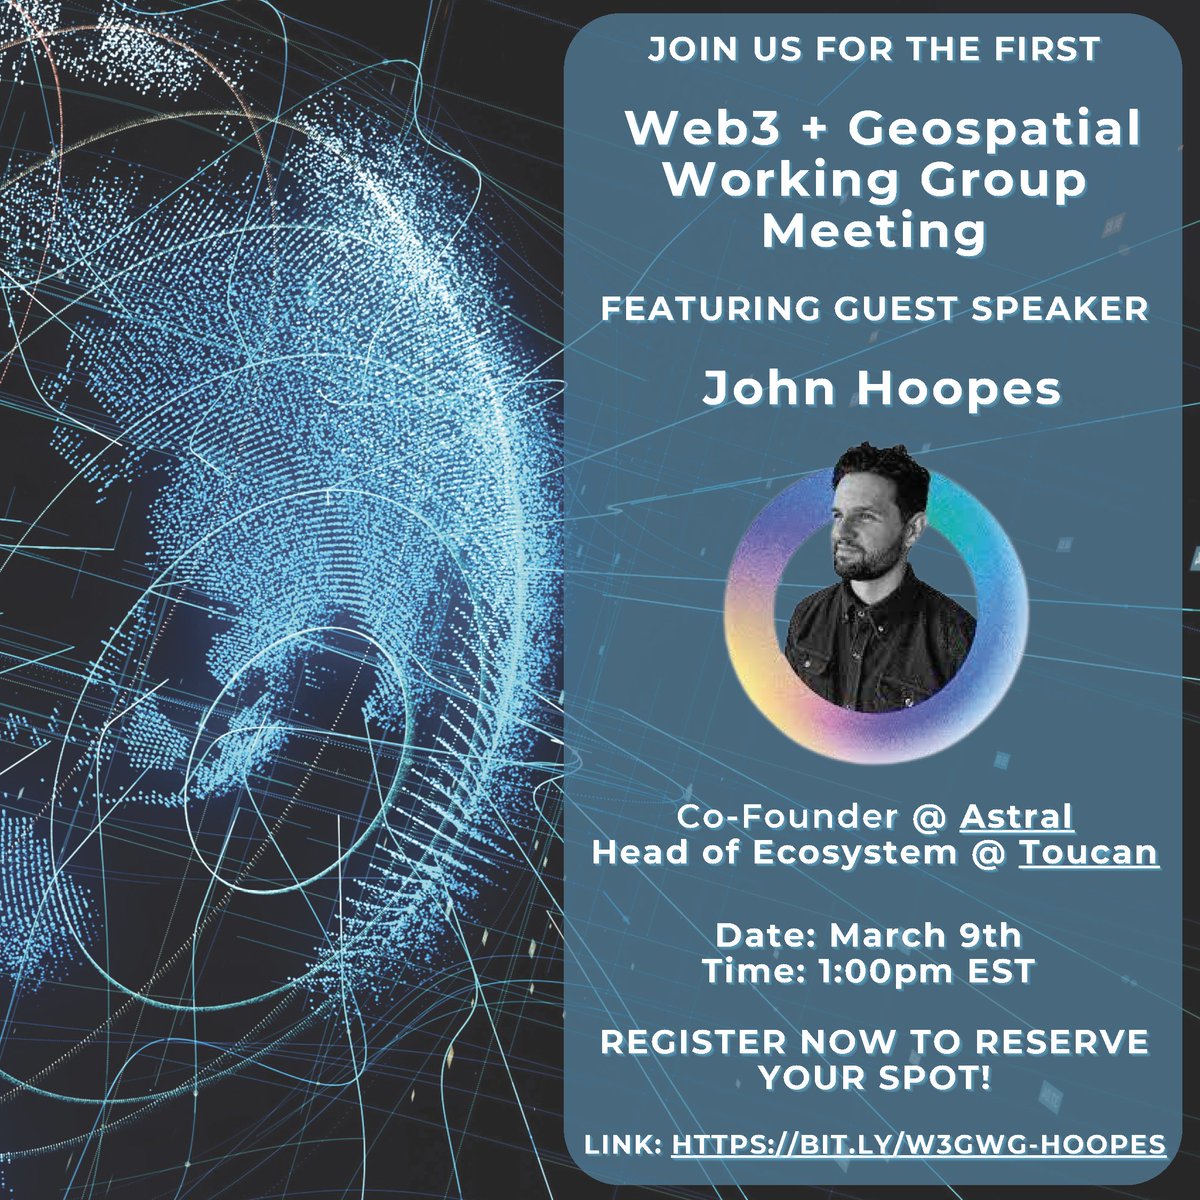 JOIN US FOR THE FIRST
Web3 + Geospatial
Working Group
Meeting
FEATURING GUEST SPEAKER
John Hoopes
Co-Founder @ Astral
Head of Ecosystem @ Toucan
Date: March 9th
Time: 1:00pm EST
REGISTER NOW TO RESERVE
YOUR SPOT!
LINK: HTTPS://BIT.LY/W3GWG-HOOPES